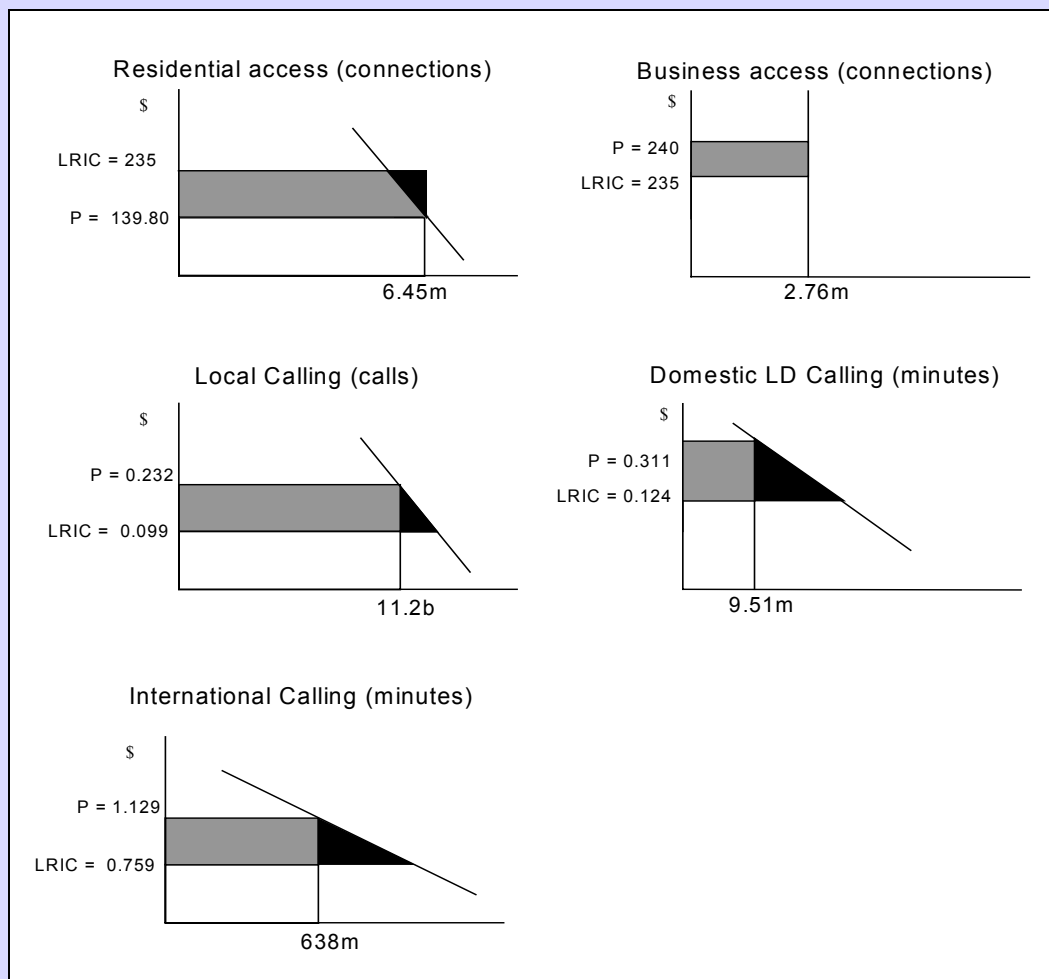 Residential access (connections)
$
LRIC = 235
P = 139.80
6.45m
Business access (connections)
$
P = 240
LRIC = 235
2.76m
Local Calling (calls)
$
P = 0.232
LRIC = 0.099
11.2b
Domestic LD Calling (minutes)
$
P = 0.311
LRIC = 0.124
9.51m
International Calling (minutes)
$
P = 1.129
LRIC = 0.759
638m